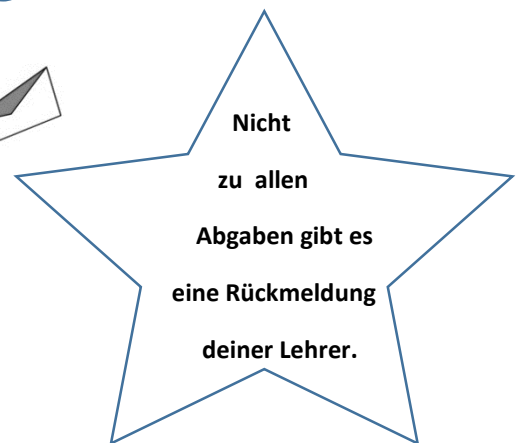 Nicht
zu allen
Abgaben gibt es
eine Rückmeldung
deiner Lehrer.